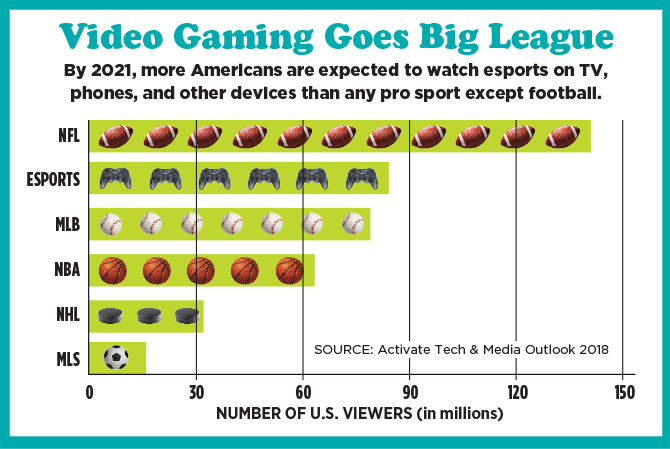 Video Gaming Goes Big League
By 2021, more Americans are expected to watch esports on TV,
phones, and other devices than any pro sport except football.
NFL
ESPORTS
MLB
NBA
NHL
MLS
SOURCE: Activate Tech & Media Outlook 2018
0 30 60 90 120 150
NUMBER OF U.S. VIEWERS (in millions)